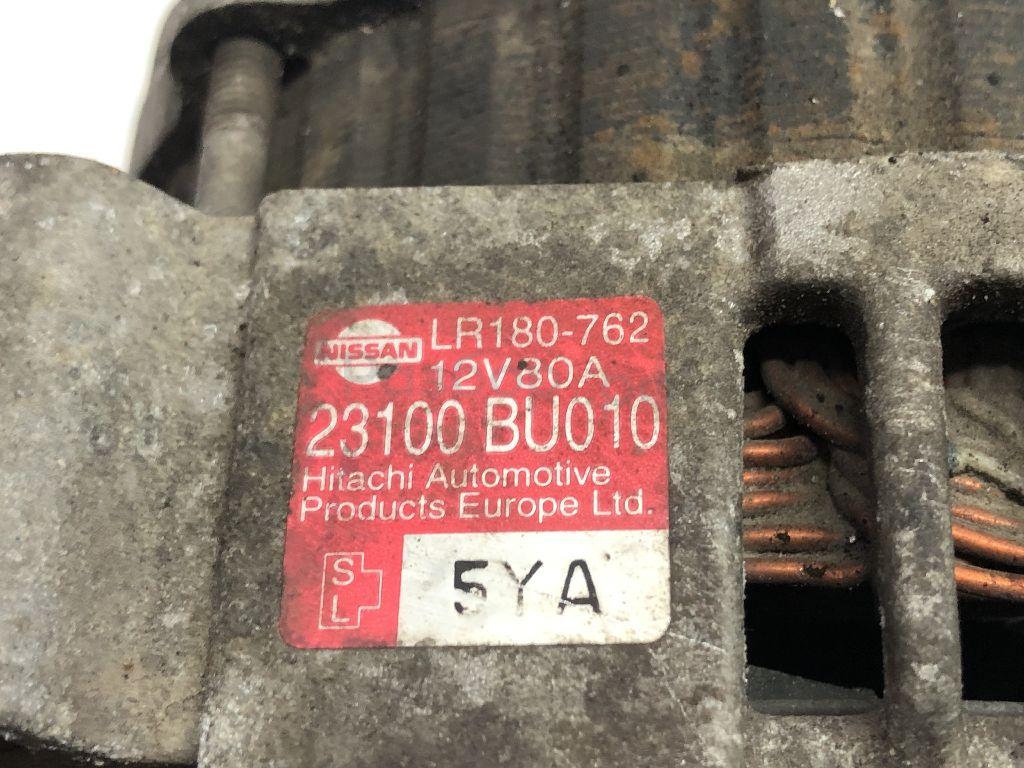 NISSAN
LR180-762
12V80A
23100 BU010
Hitachi Automotive
Products Europe Ltd.
S
L
5YA